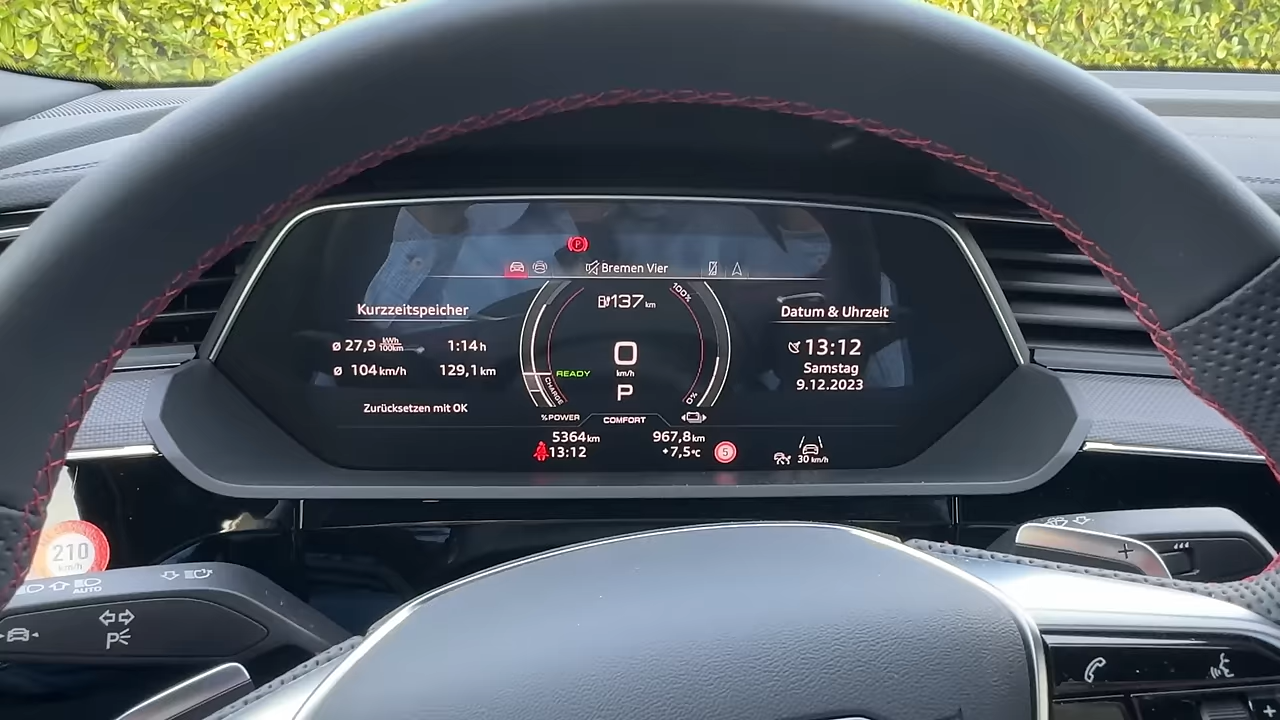 P
Bremen Vier
137 km
100%
Kurzzeitspeicher
Ø 27,9 kWh/100km 1:14 h
Ø 104 km/h 129,1 km
Zurücksetzen mit OK
0
km/h
READY
P
CHARGE
0%
%POWER
COMFORT
Datum & Uhrzeit
13:12
Samstag
9.12.2023
5364 km 967,8 km
13:12 +7,5°C
5
30 km/h
210
km/h
AUTO
P
+
+